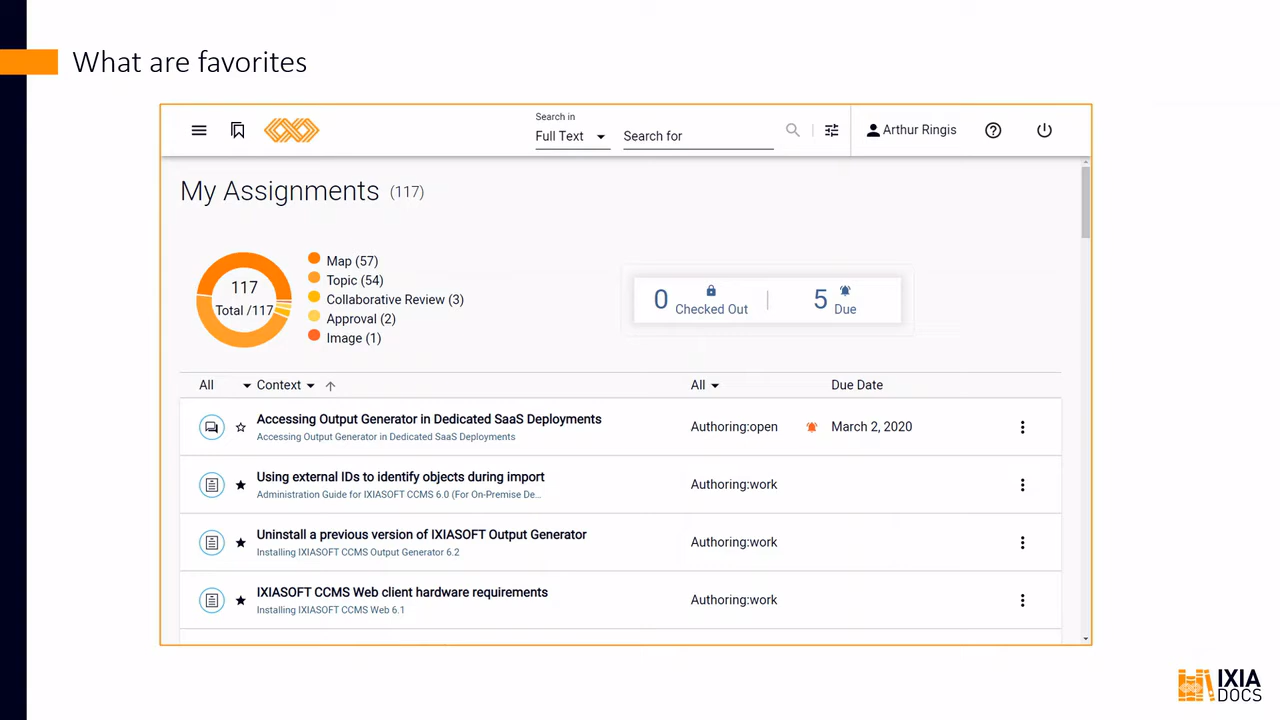 What are favorites
Search in
Full Text
Search for
Arthur Ringis
My Assignments (117)
117
Total /117
Map (57)
Topic (54)
Collaborative Review (3)
Approval (2)
Image (1)
0 Checked Out
5 Due
All Context All Due Date
Accessing Output Generator in Dedicated SaaS Deployments
Accessing Output Generator in Dedicated SaaS Deployments
Authoring:open March 2, 2020
Using external IDs to identify objects during import
Administration Guide for IXIASOFT CCMS 6.0 (For On-Premise De...
Authoring:work
Uninstall a previous version of IXIASOFT Output Generator
Installing IXIASOFT CCMS Output Generator 6.2
Authoring:work
IXIASOFT CCMS Web client hardware requirements
Installing IXIASOFT CCMS Web 6.1
Authoring:work
IXIA
DOCS